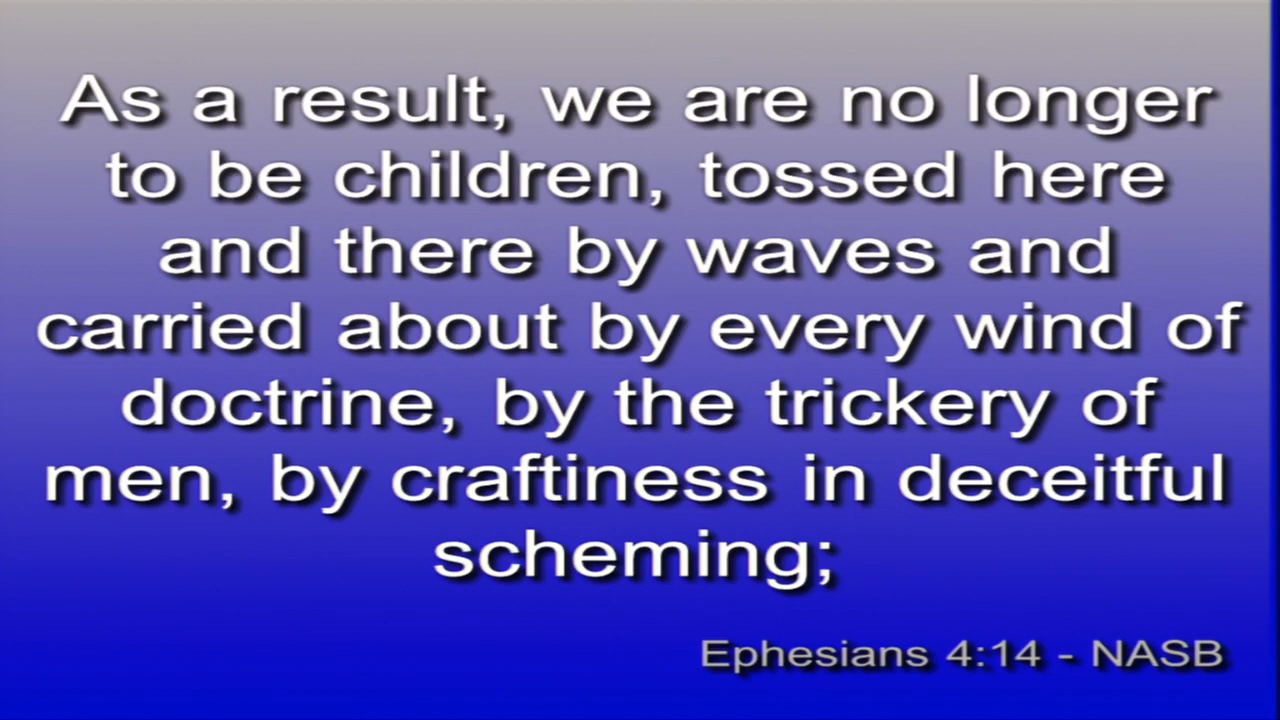 As a result, we are no longer
to be children, tossed here
and there by waves and
carried about by every wind of
doctrine, by the trickery of
men, by craftiness in deceitful
scheming;
Ephesians 4:14 - NASB